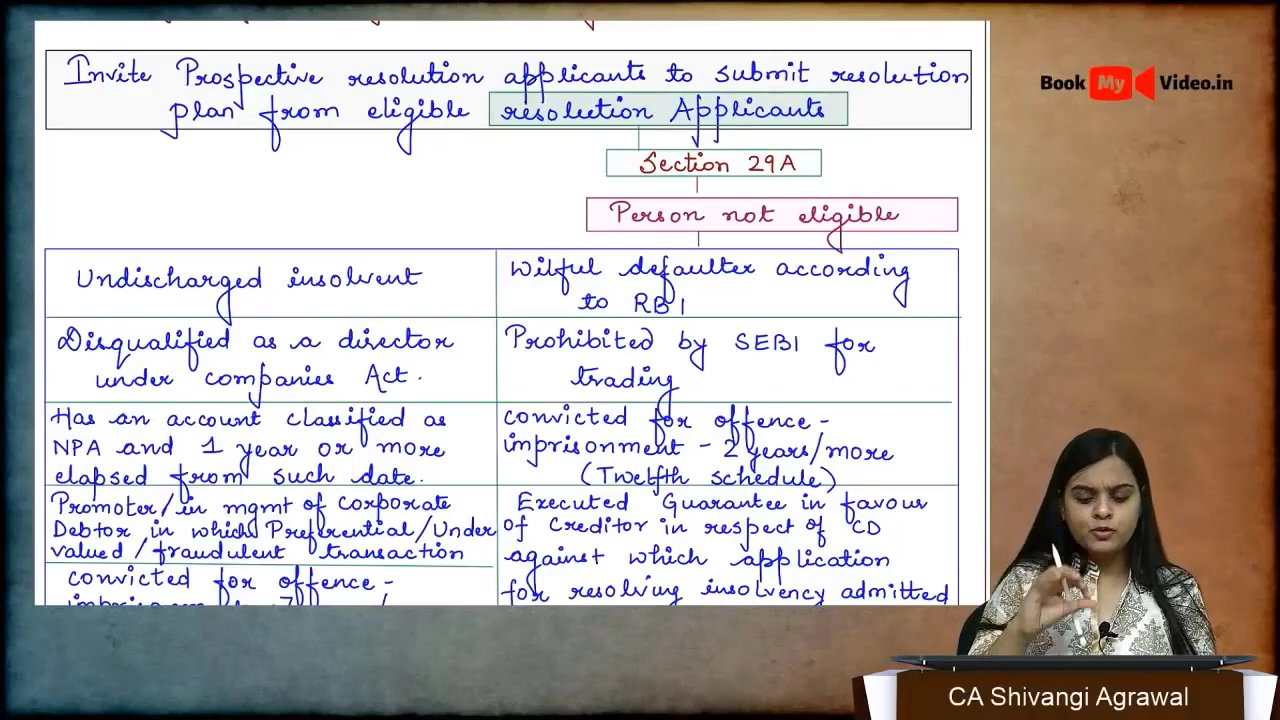 Invite Prospective resolution applicants to submit resolution
plan from eligible resolution Applicants
Section 29A
Person not eligible
Undischarged insolvent
Wilful defaulter according
to RBI
Disqualified as a director
under companies Act.
Prohibited by SEBI for
trading
Has an account classified as
NPA and 1 year or more
elapsed from such date.
convicted for offence -
imprisonment - 2 years/more
(Twelfth schedule)
Promoter/in mgmt of corporate
Debtor in which Preferential/Under
valued/fraudulent transaction
Executed Guarantee in favour
of creditor in respect of CD
against which application
for resolving insolvency admitted
convicted for offence -
Book My Video.in
CA Shivangi Agrawal